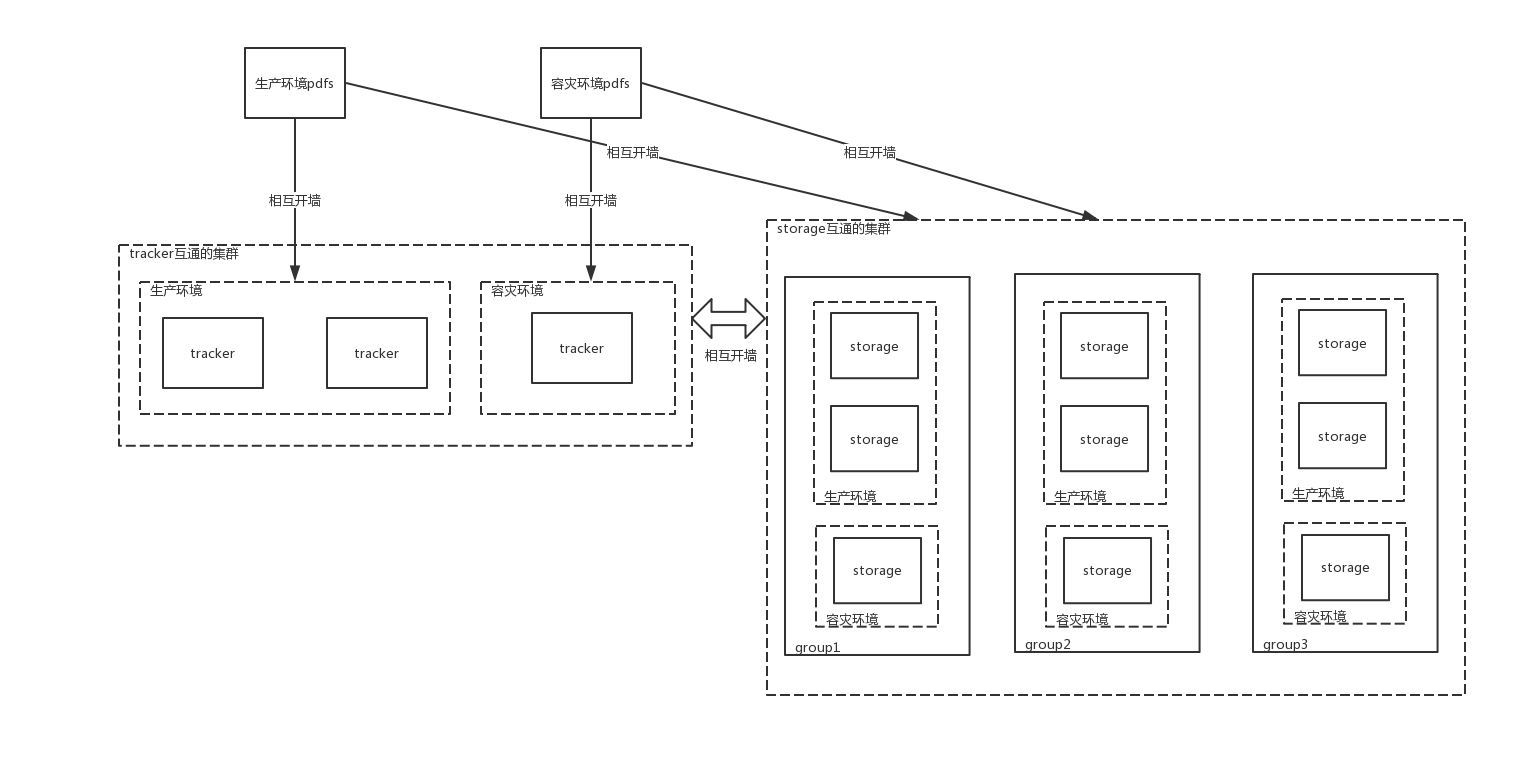 生产环境pdfs
容灾环境pdfs
相互开墙
相互开墙
相互开墙
相互开墙
tracker互通的集群
生产环境
tracker
tracker
容灾环境
tracker
相互开墙
storage互通的集群
storage
storage
生产环境
storage
容灾环境
group1
storage
storage
生产环境
storage
容灾环境
group2
storage
storage
生产环境
storage
容灾环境
group3